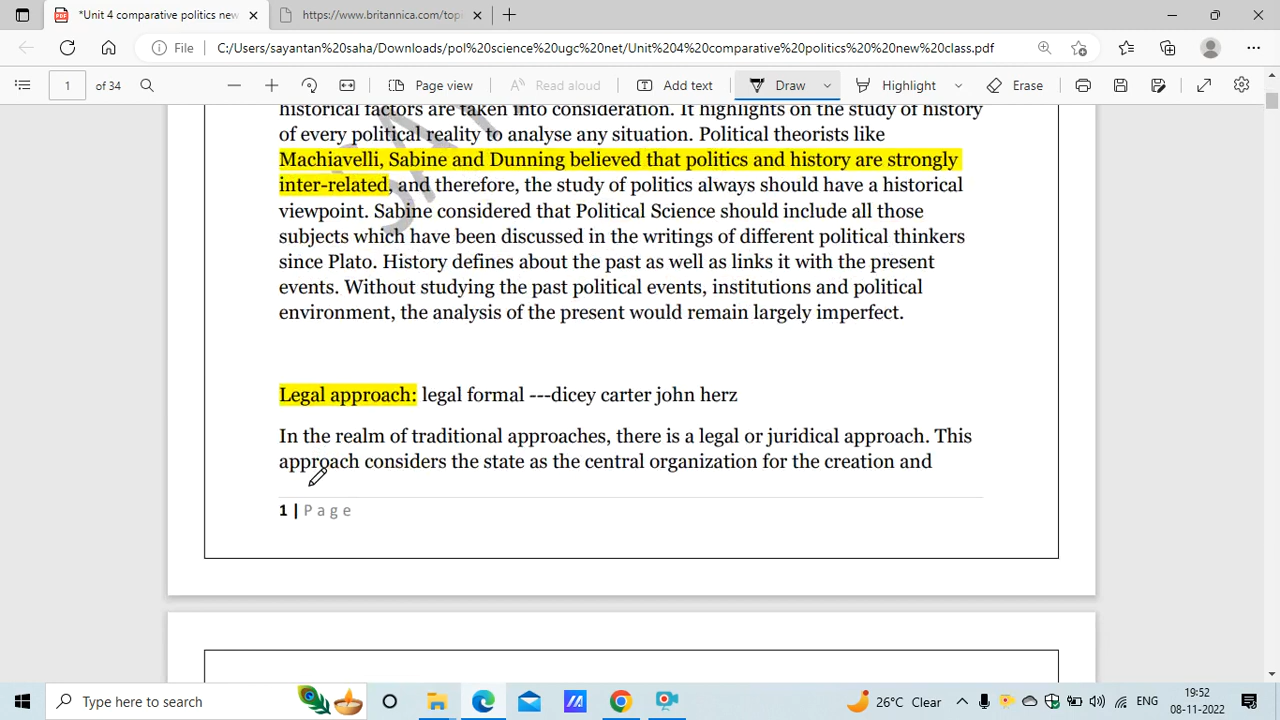 *Unit 4 comparative politics new
https://www.britannica.com/top
File
C:/Users/sayantan%20saha/Downloads/pol%20science%20ugc%20net/Unit%204%20comparative%20politics%20%20new%20class.pdf
1 of 34
Page view
Read aloud
Add text
Draw
Highlight
Erase
historical factors are taken into consideration. It highlights on the study of history
of every political reality to analyse any situation. Political theorists like
Machiavelli, Sabine and Dunning believed that politics and history are strongly
inter-related, and therefore, the study of politics always should have a historical
viewpoint. Sabine considered that Political Science should include all those
subjects which have been discussed in the writings of different political thinkers
since Plato. History defines about the past as well as links it with the present
events. Without studying the past political events, institutions and political
environment, the analysis of the present would remain largely imperfect.
Legal approach: legal formal ---dicey carter john herz
In the realm of traditional approaches, there is a legal or juridical approach. This
approach considers the state as the central organization for the creation and
1 | Page
Type here to search
26°C Clear
ENG
19:52
08-11-2022